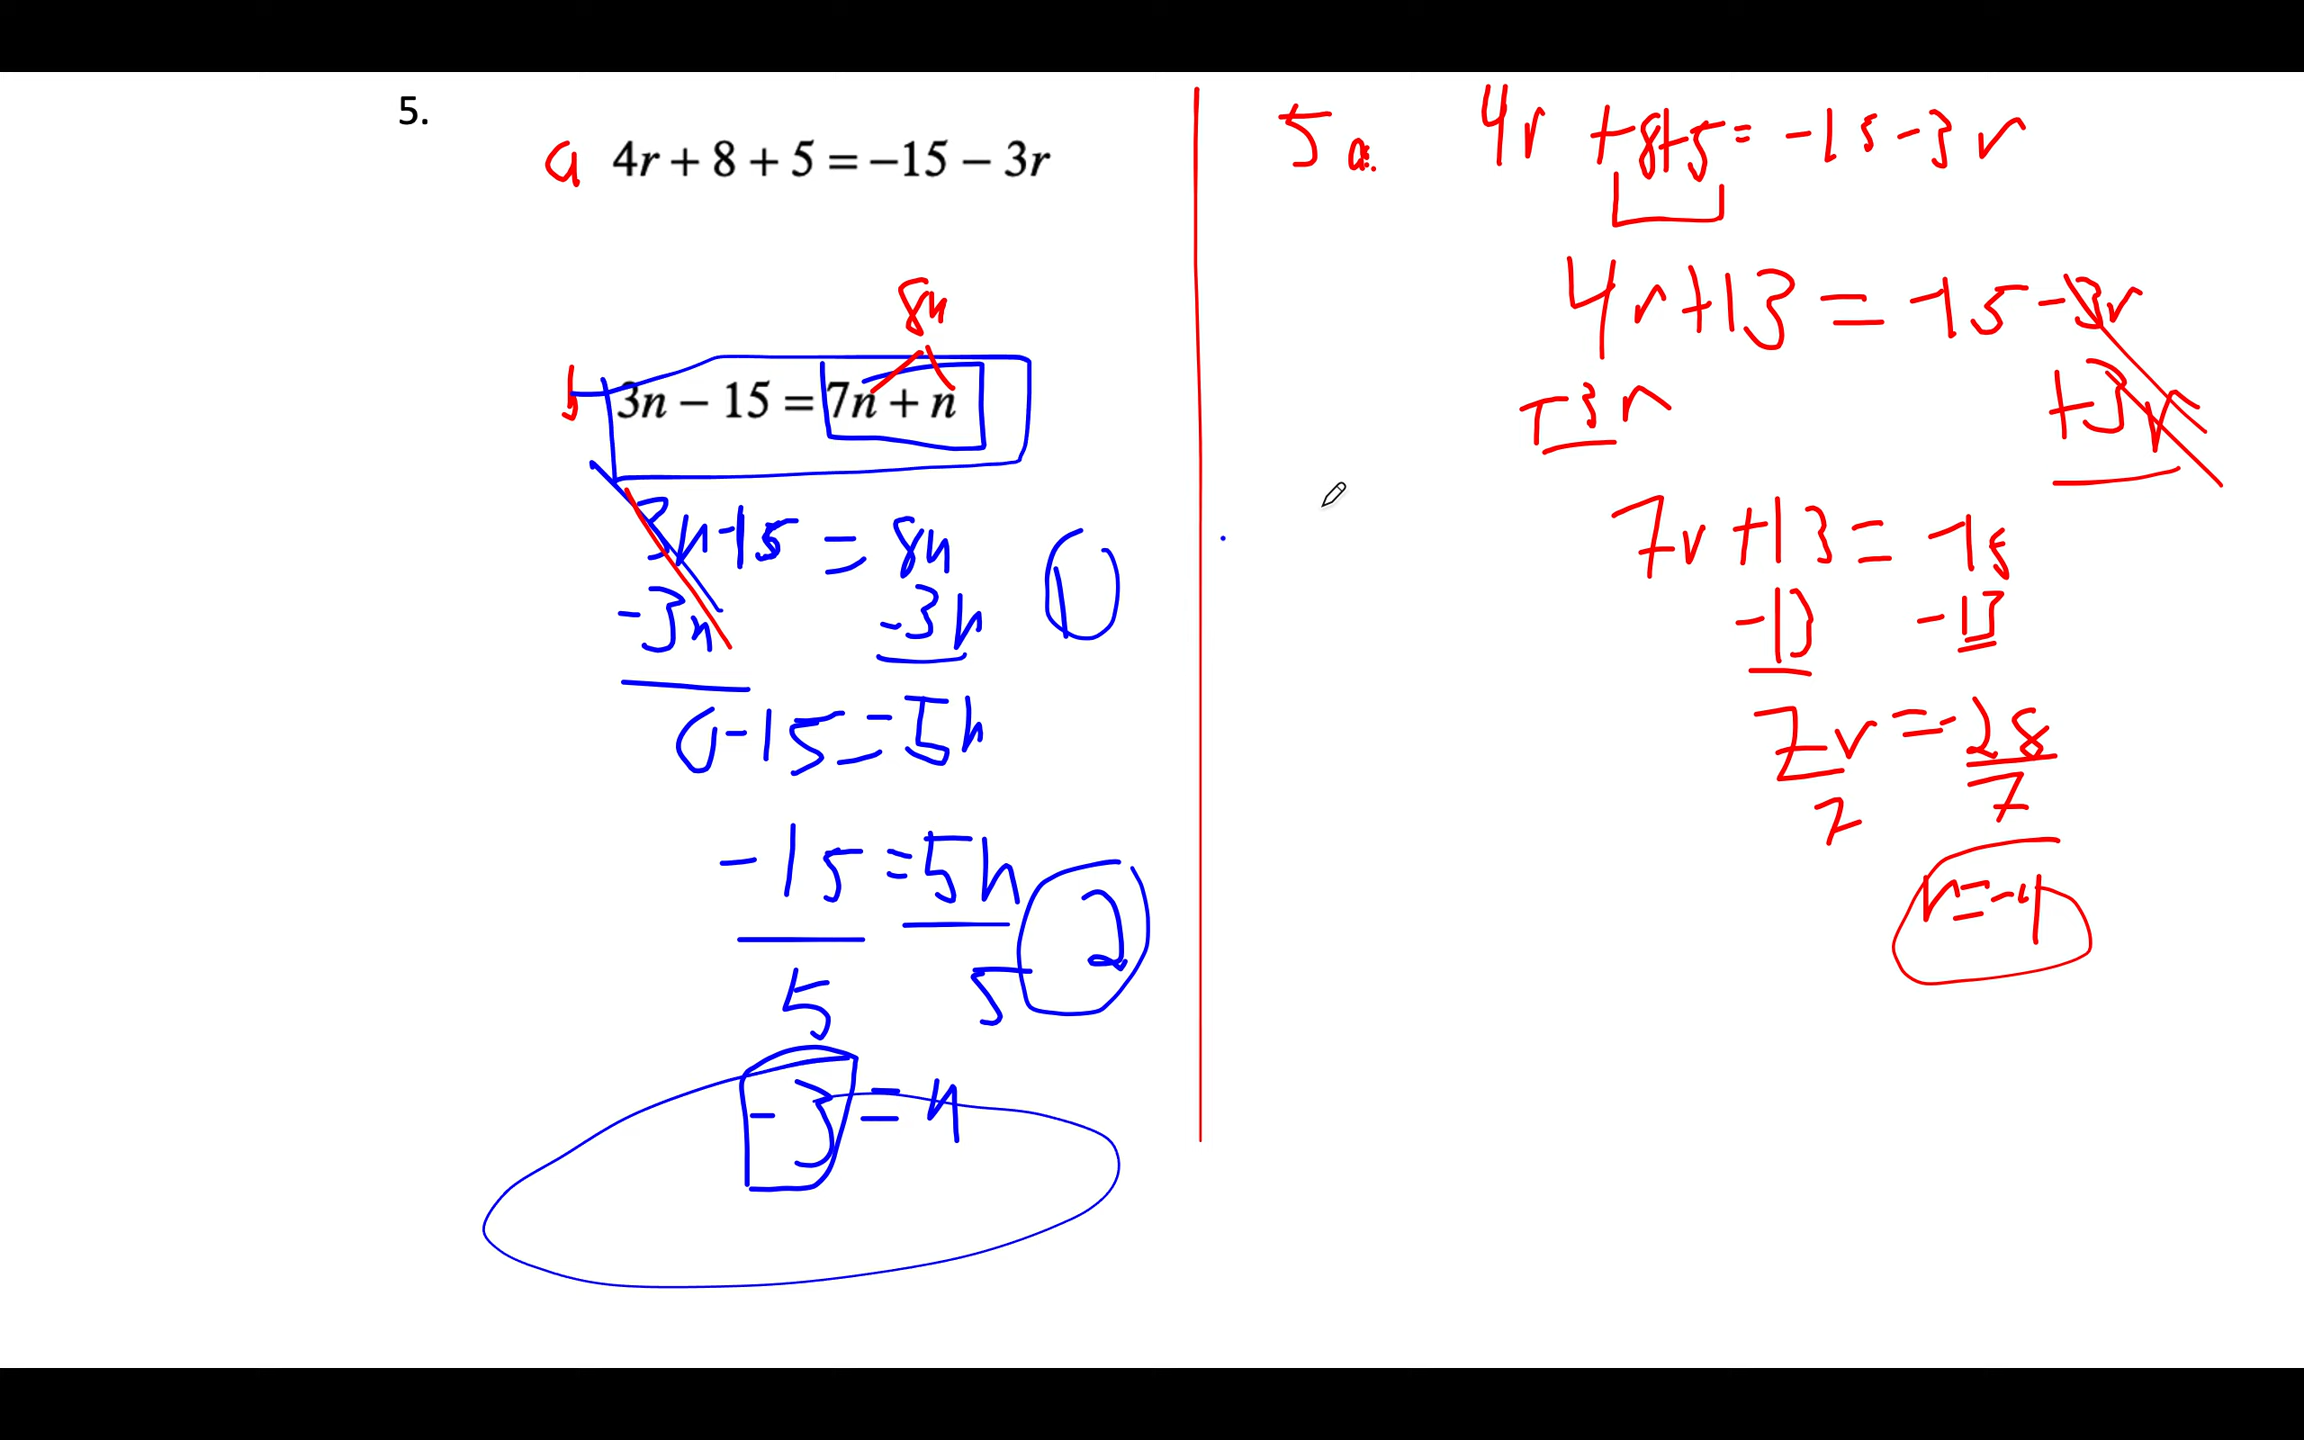 5.
a 4r + 8 + 5 = −15 − 3r
8n
b 3n − 15 = 7n + n
3n -15 = 8n
-3n -3n
1
0-15 = 5n
-15 = 5n
5 5
2
-3 = n
5 a. 4r +8+5 = -15 -3r
4r+13 = -15 -3r
+3r +3r
7r +13 = -15
-13 -13
7r = -28
7 7
r = -4